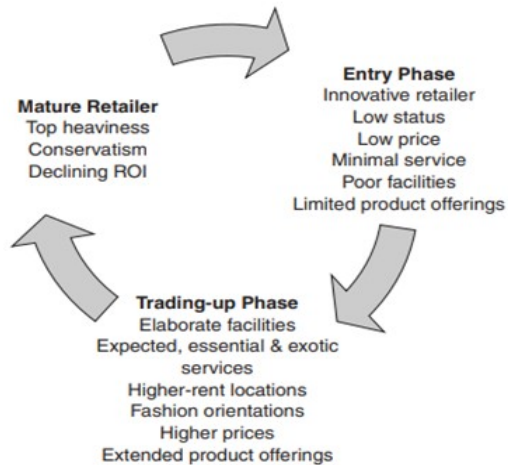 Mature Retailer
Top heaviness
Conservatism
Declining ROI
Entry Phase
Innovative retailer
Low status
Low price
Minimal service
Poor facilities
Limited product offerings
Trading-up Phase
Elaborate facilities
Expected, essential & exotic
services
Higher-rent locations
Fashion orientations
Higher prices
Extended product offerings